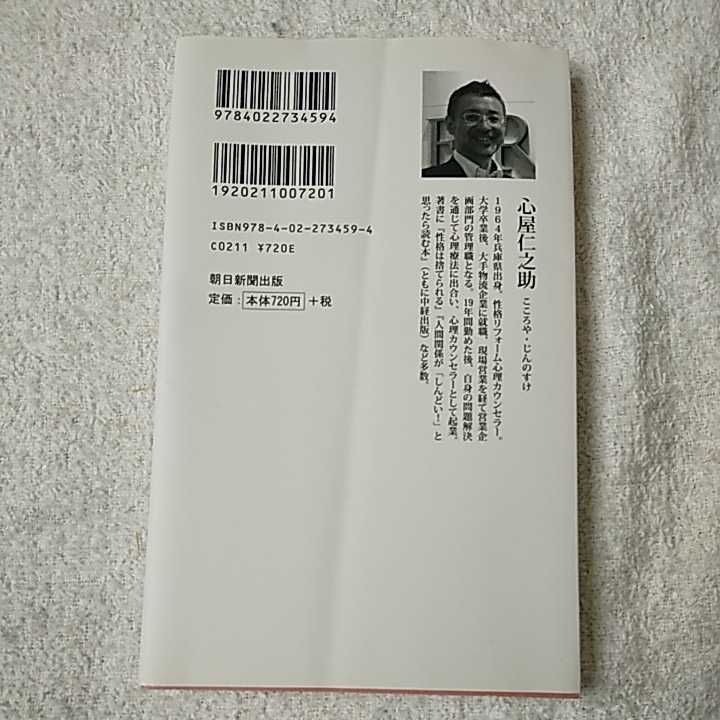 9784022734594
1920211007201
ISBN978-4-02-273459-4
C0211 ¥720E
朝日新聞出版
定価：本体720円＋税
心屋仁之助 こころや・じんのすけ
1964年兵庫県出身。性格リフォーム心理カウンセラー。
大学卒業後、大手物流企業に就職、現場営業を経て営業企
画部門の管理職となる。19年間勤めた後、自身の問題解決
を通じて心理療法に出合い、心理カウンセラーとして起業。
著書に『性格は捨てられる』『人間関係が「しんどい！」と
思ったら読む本』（ともに中経出版）など多数。